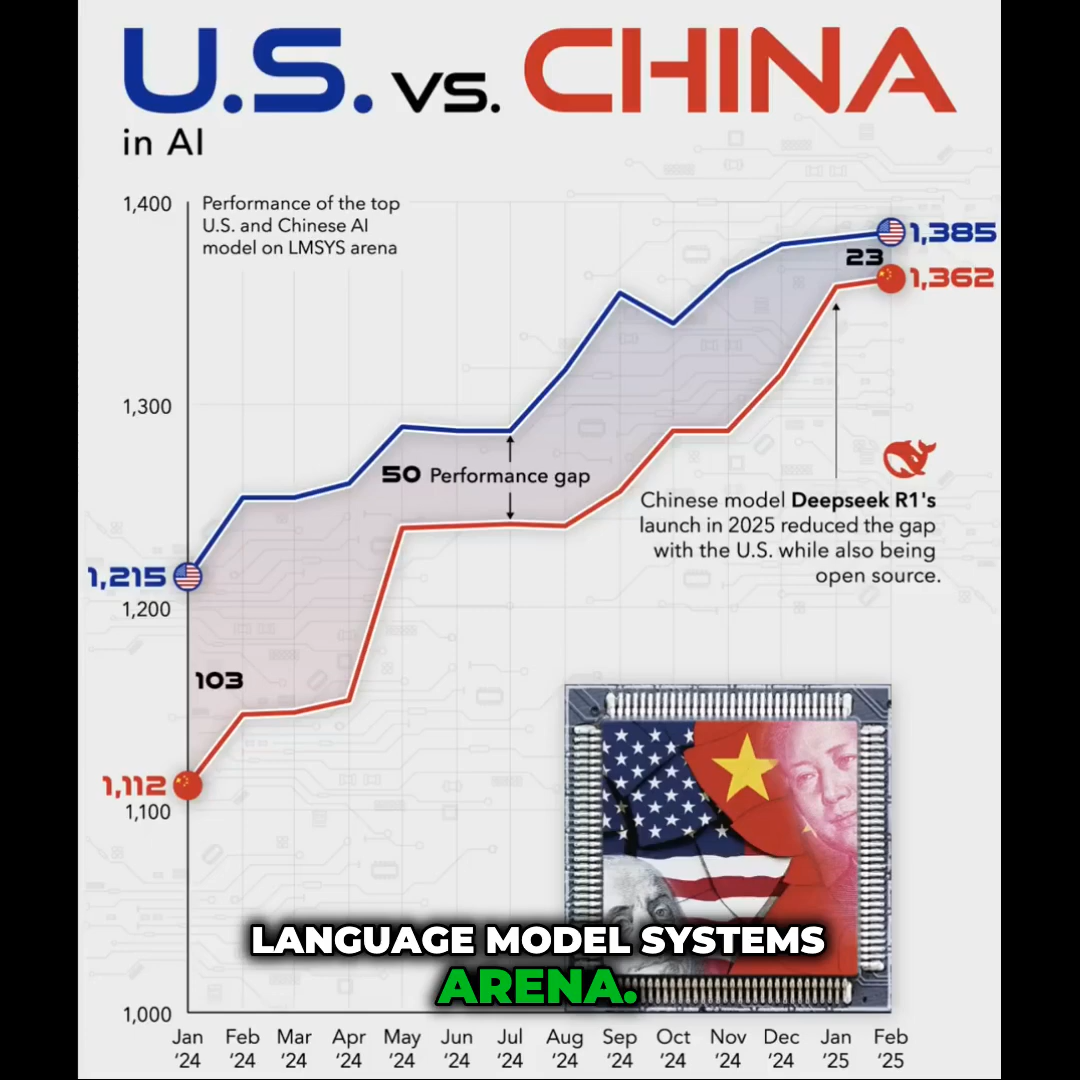 U.S. vs. CHINA
in AI
1,400
Performance of the top
U.S. and Chinese AI
model on LMSYS arena
1,385
23
1,362
1,300
50 Performance gap
Chinese model Deepseek R1's
launch in 2025 reduced the gap
with the U.S. while also being
open source.
1,215
1,200
103
1,112
1,100
LANGUAGE MODEL SYSTEMS
ARENA.
1,000
Jan Feb Mar Apr May Jun Jul Aug Sep Oct Nov Dec Jan Feb
'24 '24 '24 '24 '24 '24 '24 '24 '24 '24 '24 '24 '25 '25